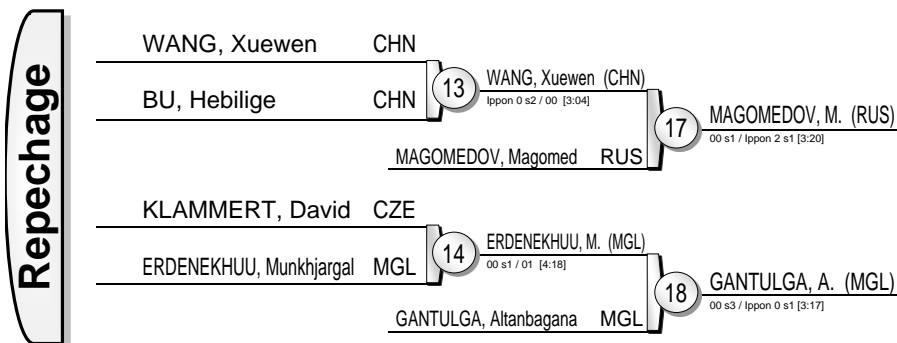 Repechage
WANG, Xuewen CHN
BU, Hebilige CHN
13
WANG, Xuewen (CHN)
Ippon 0 s2 / 00 [3:04]
MAGOMEDOV, Magomed RUS
17
MAGOMEDOV, M. (RUS)
00 s1 / Ippon 2 s1 [3:20]
KLAMMERT, David CZE
ERDENEKHUU, Munkhjargal MGL
14
ERDENEKHUU, M. (MGL)
00 s1 / 01 [4:18]
GANTULGA, Altanbagana MGL
18
GANTULGA, A. (MGL)
00 s3 / Ippon 0 s1 [3:17]